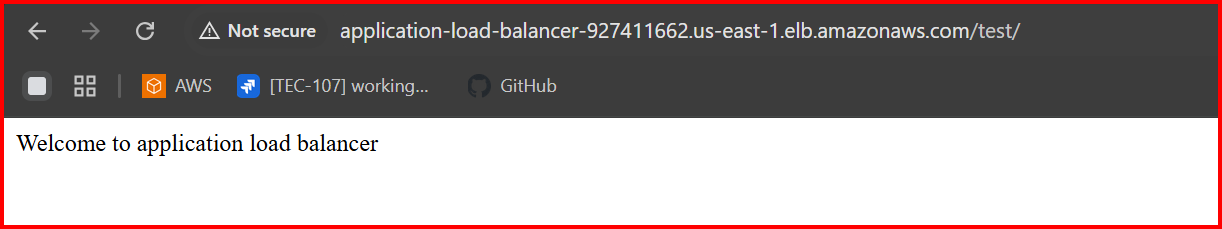 Not secure application-load-balancer-927411662.us-east-1.elb.amazonaws.com/test/
AWS [TEC-107] working... GitHub
Welcome to application load balancer